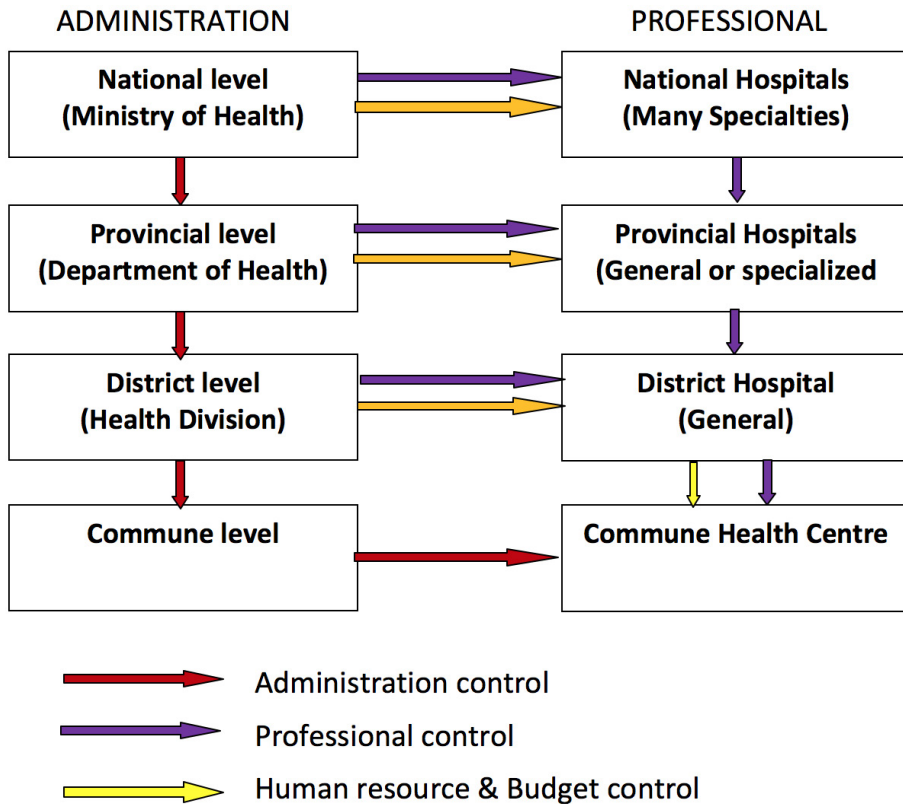 ADMINISTRATION
PROFESSIONAL
National level
(Ministry of Health)
National Hospitals
(Many Specialties)
Provincial level
(Department of Health)
Provincial Hospitals
(General or specialized
District level
(Health Division)
District Hospital
(General)
Commune level
Commune Health Centre
Administration control
Professional control
Human resource & Budget control